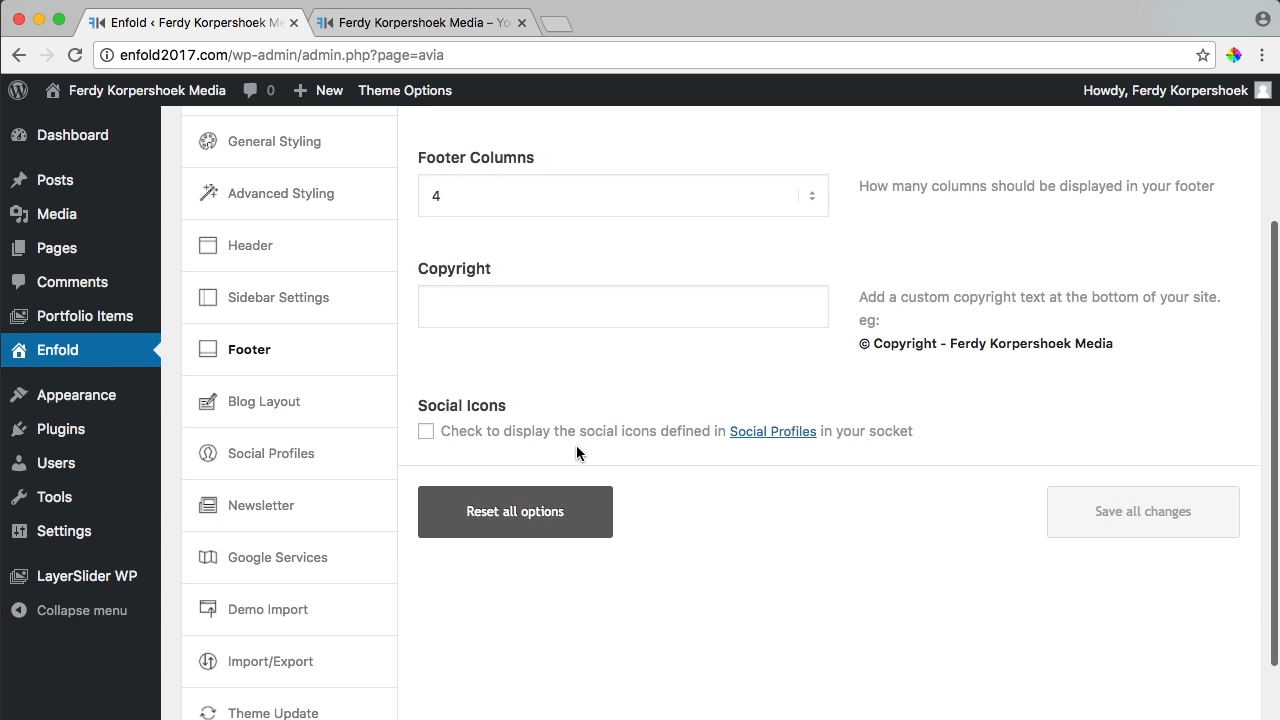 Enfold ‹ Ferdy Korpershoek Me
Ferdy Korpershoek Media – Yo
enfold2017.com/wp-admin/admin.php?page=avia
Ferdy Korpershoek Media
0
New
Theme Options
Howdy, Ferdy Korpershoek
Dashboard
Posts
Media
Pages
Comments
Portfolio Items
Enfold
Appearance
Plugins
Users
Tools
Settings
LayerSlider WP
Collapse menu
General Styling
Advanced Styling
Header
Sidebar Settings
Footer
Blog Layout
Social Profiles
Newsletter
Google Services
Demo Import
Import/Export
Theme Update
Footer Columns
4
How many columns should be displayed in your footer
Copyright
Add a custom copyright text at the bottom of your site.
eg:
© Copyright - Ferdy Korpershoek Media
Social Icons
Check to display the social icons defined in Social Profiles in your socket
Reset all options
Save all changes